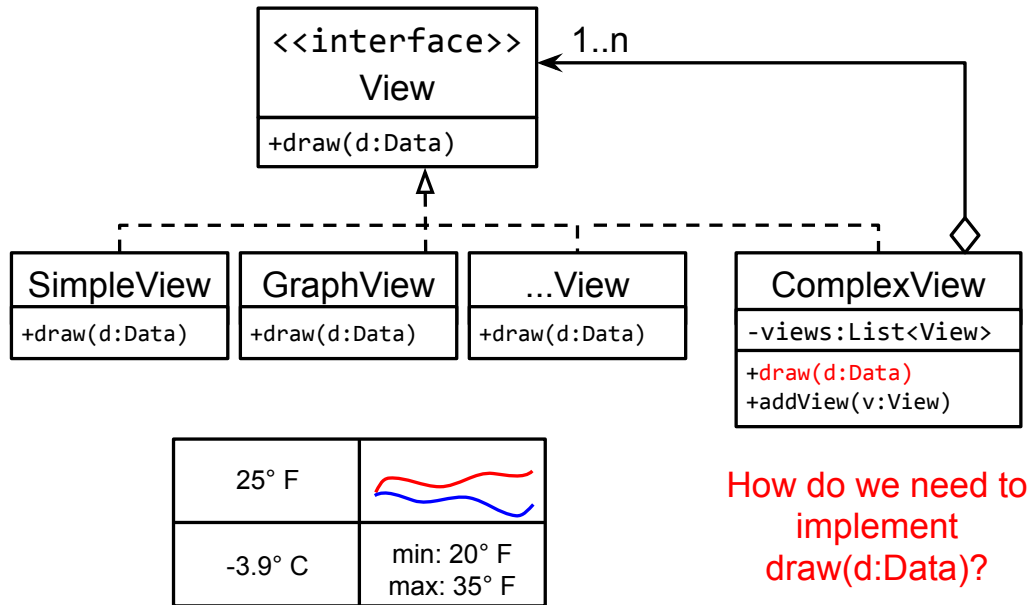 <<interface>>
View
1..n
+draw(d:Data)
SimpleView
+draw(d:Data)
GraphView
+draw(d:Data)
...View
+draw(d:Data)
ComplexView
-views:List<View>
+draw(d:Data)
+addView(v:View)
25° F
-3.9° C
min: 20° F
max: 35° F
How do we need to
implement
draw(d:Data)?